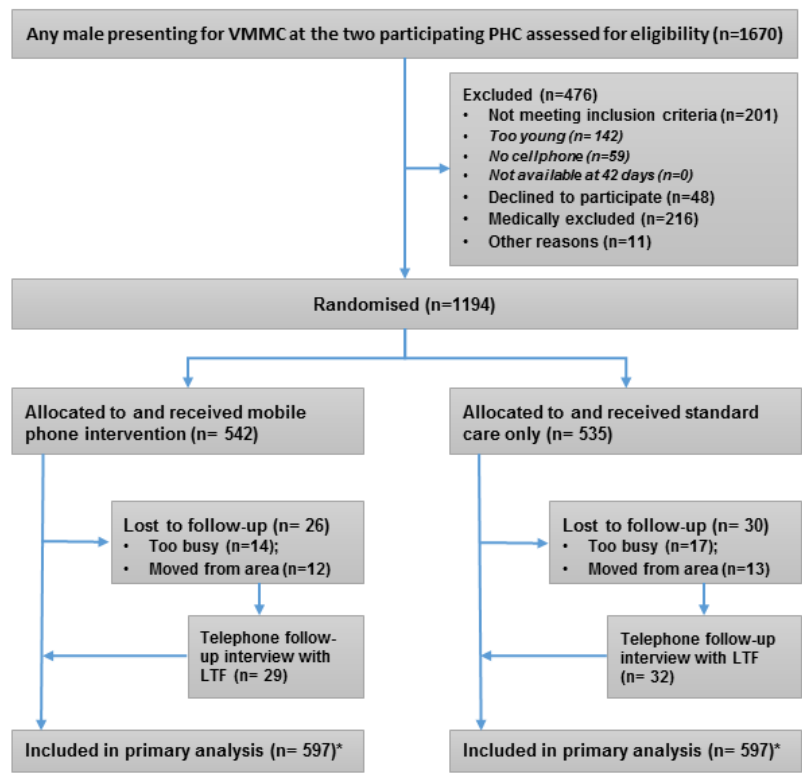 Any male presenting for VMMC at the two participating PHC assessed for eligibility (n=1670)
Excluded (n=476)
• Not meeting inclusion criteria (n=201)
• Too young (n= 142)
• No cellphone (n=59)
• Not available at 42 days (n=0)
• Declined to participate (n=48)
• Medically excluded (n=216)
• Other reasons (n=11)
Randomised (n=1194)
Allocated to and received mobile
phone intervention (n= 542)
Allocated to and received standard
care only (n= 535)
Lost to follow-up (n= 26)
• Too busy (n=14);
• Moved from area (n=12)
Lost to follow-up (n= 30)
• Too busy (n=17);
• Moved from area (n=13)
Telephone follow-
up interview with
LTF (n= 29)
Telephone follow-up
interview with LTF
(n= 32)
Included in primary analysis (n= 597)*
Included in primary analysis (n= 597)*